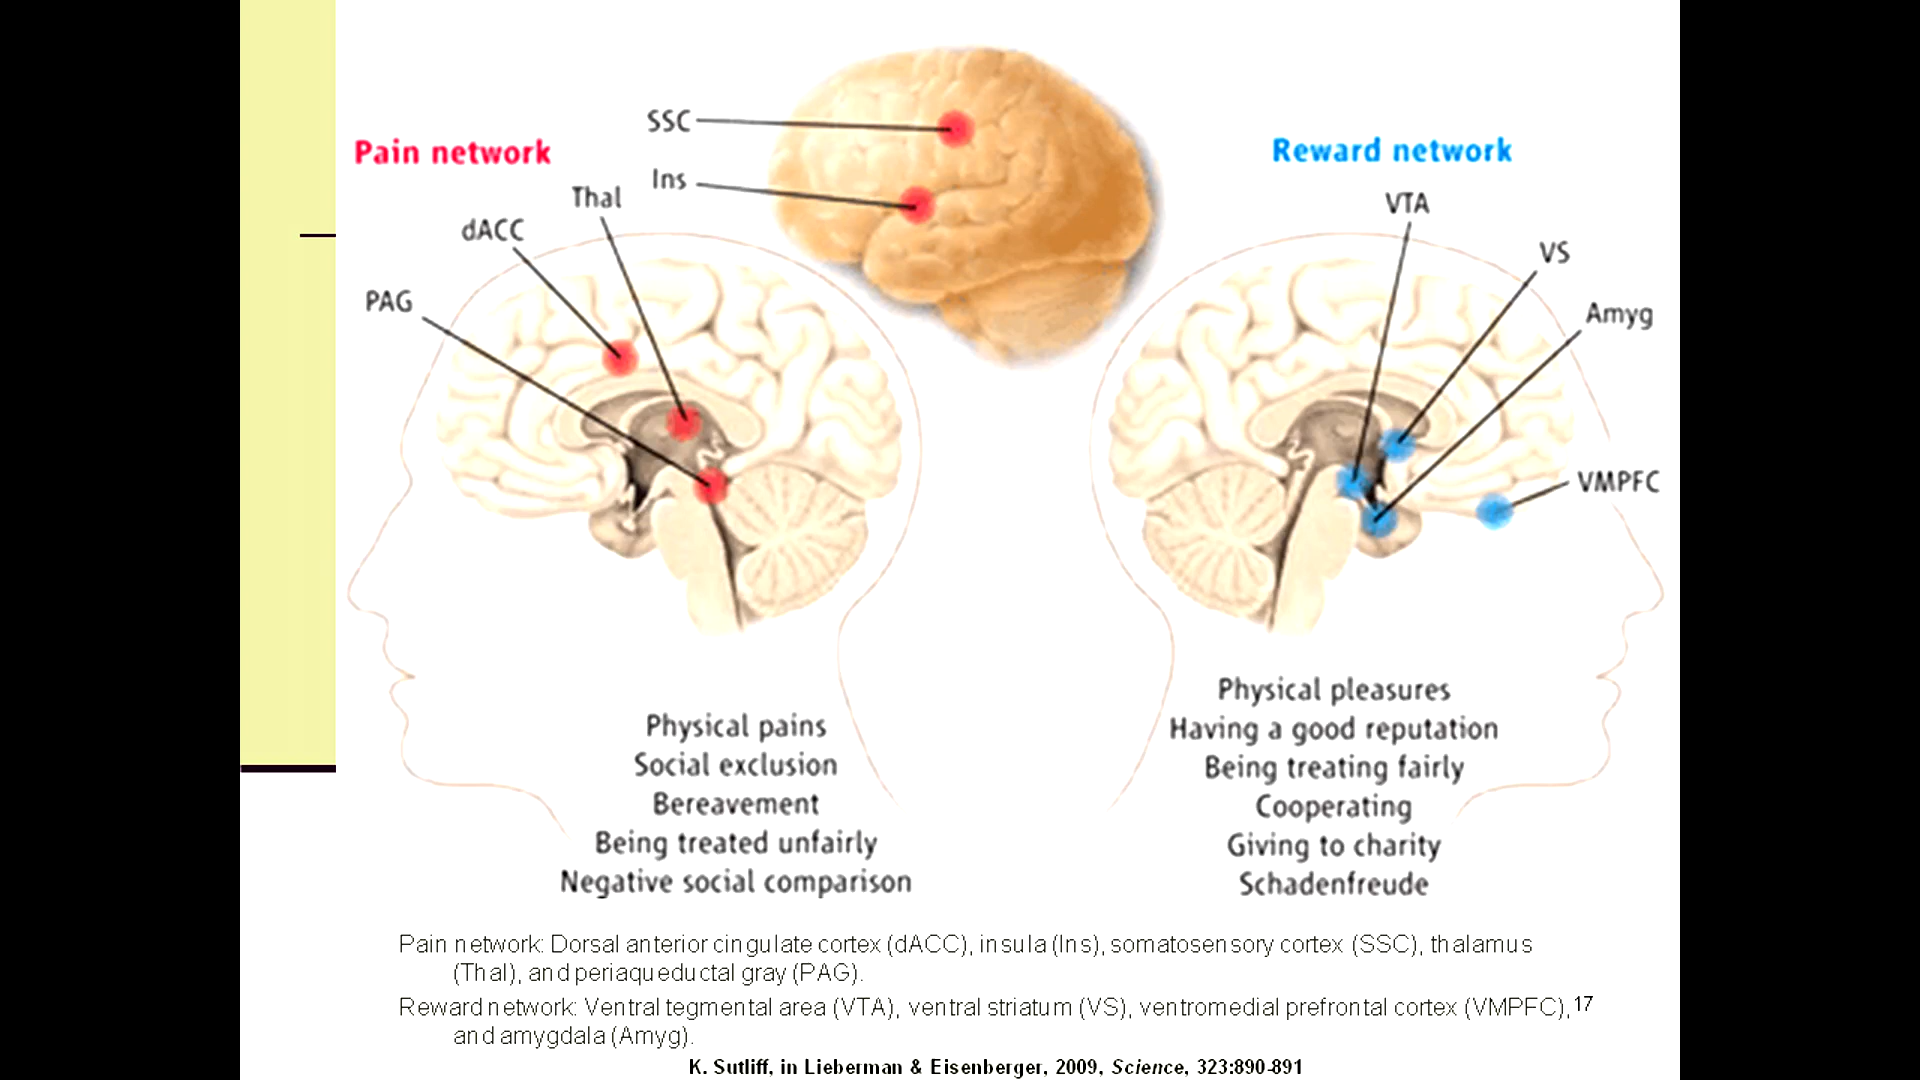 SSC
Pain network
Reward network
Ins
Thal
VTA
dACC
VS
PAG
Amyg
VMPFC
Physical pains
Social exclusion
Bereavement
Being treated unfairly
Negative social comparison
Physical pleasures
Having a good reputation
Being treating fairly
Cooperating
Giving to charity
Schadenfreude
Pain network: Dorsal anterior cingulate cortex (dACC), insula (Ins), somatosensory cortex (SSC), thalamus
(Thal), and periaqueductal gray (PAG).
Reward network: Ventral tegmental area (VTA), ventral striatum (VS), ventromedial prefrontal cortex (VMPFC),
and amygdala (Amyg).
17
K. Sutliff, in Lieberman & Eisenberger, 2009, Science, 323:890-891